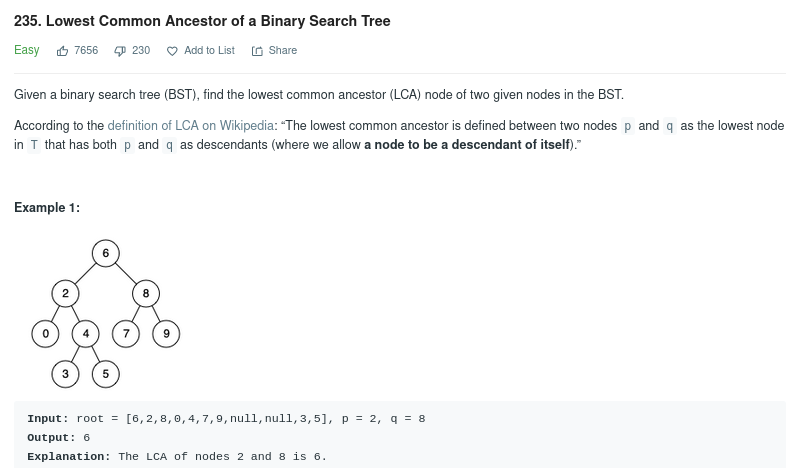 235. Lowest Common Ancestor of a Binary Search Tree
Easy 7656 230 Add to List Share
Given a binary search tree (BST), find the lowest common ancestor (LCA) node of two given nodes in the BST.
According to the definition of LCA on Wikipedia: “The lowest common ancestor is defined between two nodes p and q as the lowest node
in T that has both p and q as descendants (where we allow a node to be a descendant of itself).”
Example 1:
6
2 8
0 4 7 9
3 5
Input: root = [6,2,8,0,4,7,9,null,null,3,5], p = 2, q = 8
Output: 6
Explanation: The LCA of nodes 2 and 8 is 6.